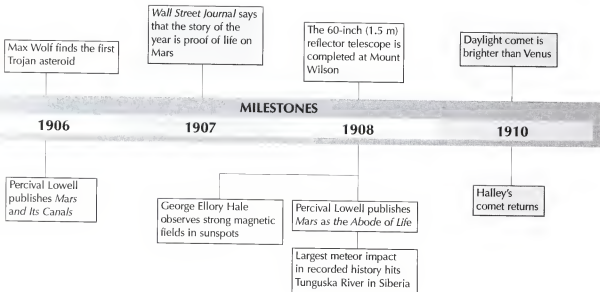 Wall Street Journal says
that the story of the
year is proof of life on
Mars
Max Wolf finds the first
Trojan asteroid
The 60-inch (1.5 m)
reflector telescope is
completed at Mount
Wilson
Daylight comet is
brighter than Venus
MILESTONES
1906
1907
1908
1910
Percival Lowell
publishes Mars
and Its Canals
George Ellory Hale
observes strong magnetic
fields in sunspots
Percival Lowell publishes
Mars as the Abode of Life
Largest meteor impact
in recorded history hits
Tunguska River in Siberia
Halley's
comet returns